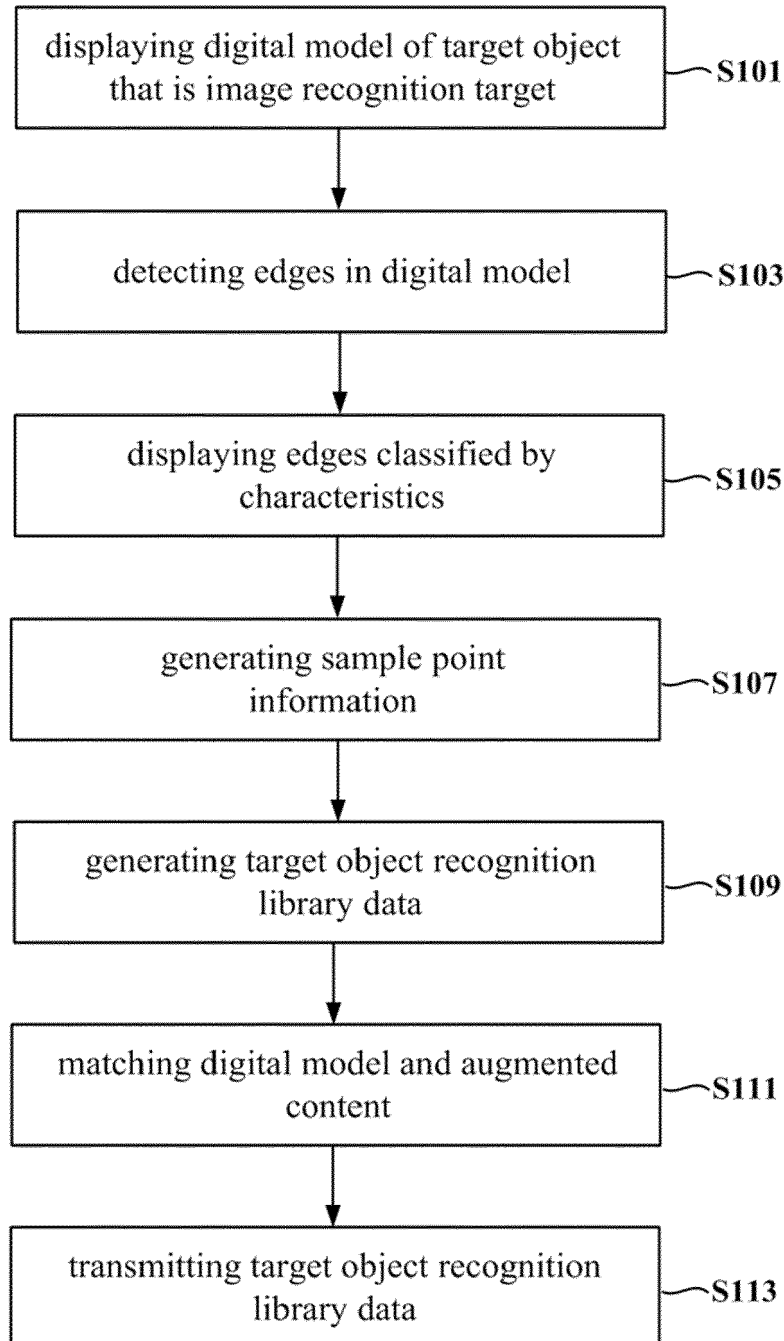 displaying digital model of target object
that is image recognition target
S101
detecting edges in digital model
S103
displaying edges classified by
characteristics
S105
generating sample point
information
S107
generating target object recognition
library data
S109
matching digital model and augmented
content
S111
transmitting target object recognition
library data
S113